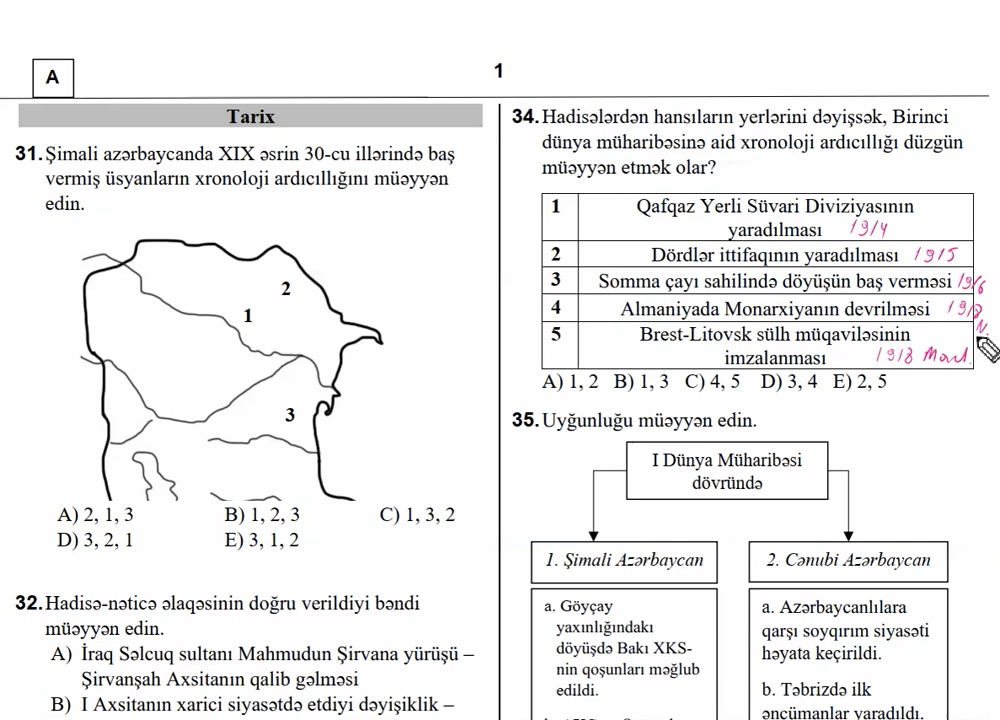 A
1
Tarix
31. Şimali azərbaycanda XIX əsrin 30-cu illərində baş
vermiş üsyanların xronoloji ardıcıllığını müəyyən
edin.
2
1
3
A) 2, 1, 3 B) 1, 2, 3 C) 1, 3, 2
D) 3, 2, 1 E) 3, 1, 2
32. Hadisə-nəticə əlaqəsinin doğru verildiyi bəndi
müəyyən edin.
A) İraq Səlcuq sultanı Mahmudun Şirvana yürüşü –
Şirvanşah Axsitanın qalib gəlməsi
B) I Axsitanın xarici siyasətdə etdiyi dəyişiklik –
34. Hadisələrdən hansıların yerlərini dəyişsək, Birinci
dünya müharibəsinə aid xronoloji ardıcıllığı düzgün
müəyyən etmək olar?
1 Qafqaz Yerli Süvari Diviziyasının
yaradılması 1914
2 Dördlər ittifaqının yaradılması 1915
3 Somma çayı sahilində döyüşün baş verməsi 1916
4 Almaniyada Monarxiyanın devrilməsi 1918
N.
5 Brest-Litovsk sülh müqaviləsinin
imzalanması 1918 Mart.
A) 1, 2 B) 1, 3 C) 4, 5 D) 3, 4 E) 2, 5
35. Uyğunluğu müəyyən edin.
I Dünya Müharibəsi
dövründə
1. Şimali Azərbaycan
a. Göyçay
yaxınlığındakı
döyüşdə Bakı XKS-
nin qoşunları məğlub
edildi.
2. Cənubi Azərbaycan
a. Azərbaycanlılara
qarşı soyqırım siyasəti
həyata keçirildi.
b. Təbrizdə ilk
əncümanlar yaradıldı.